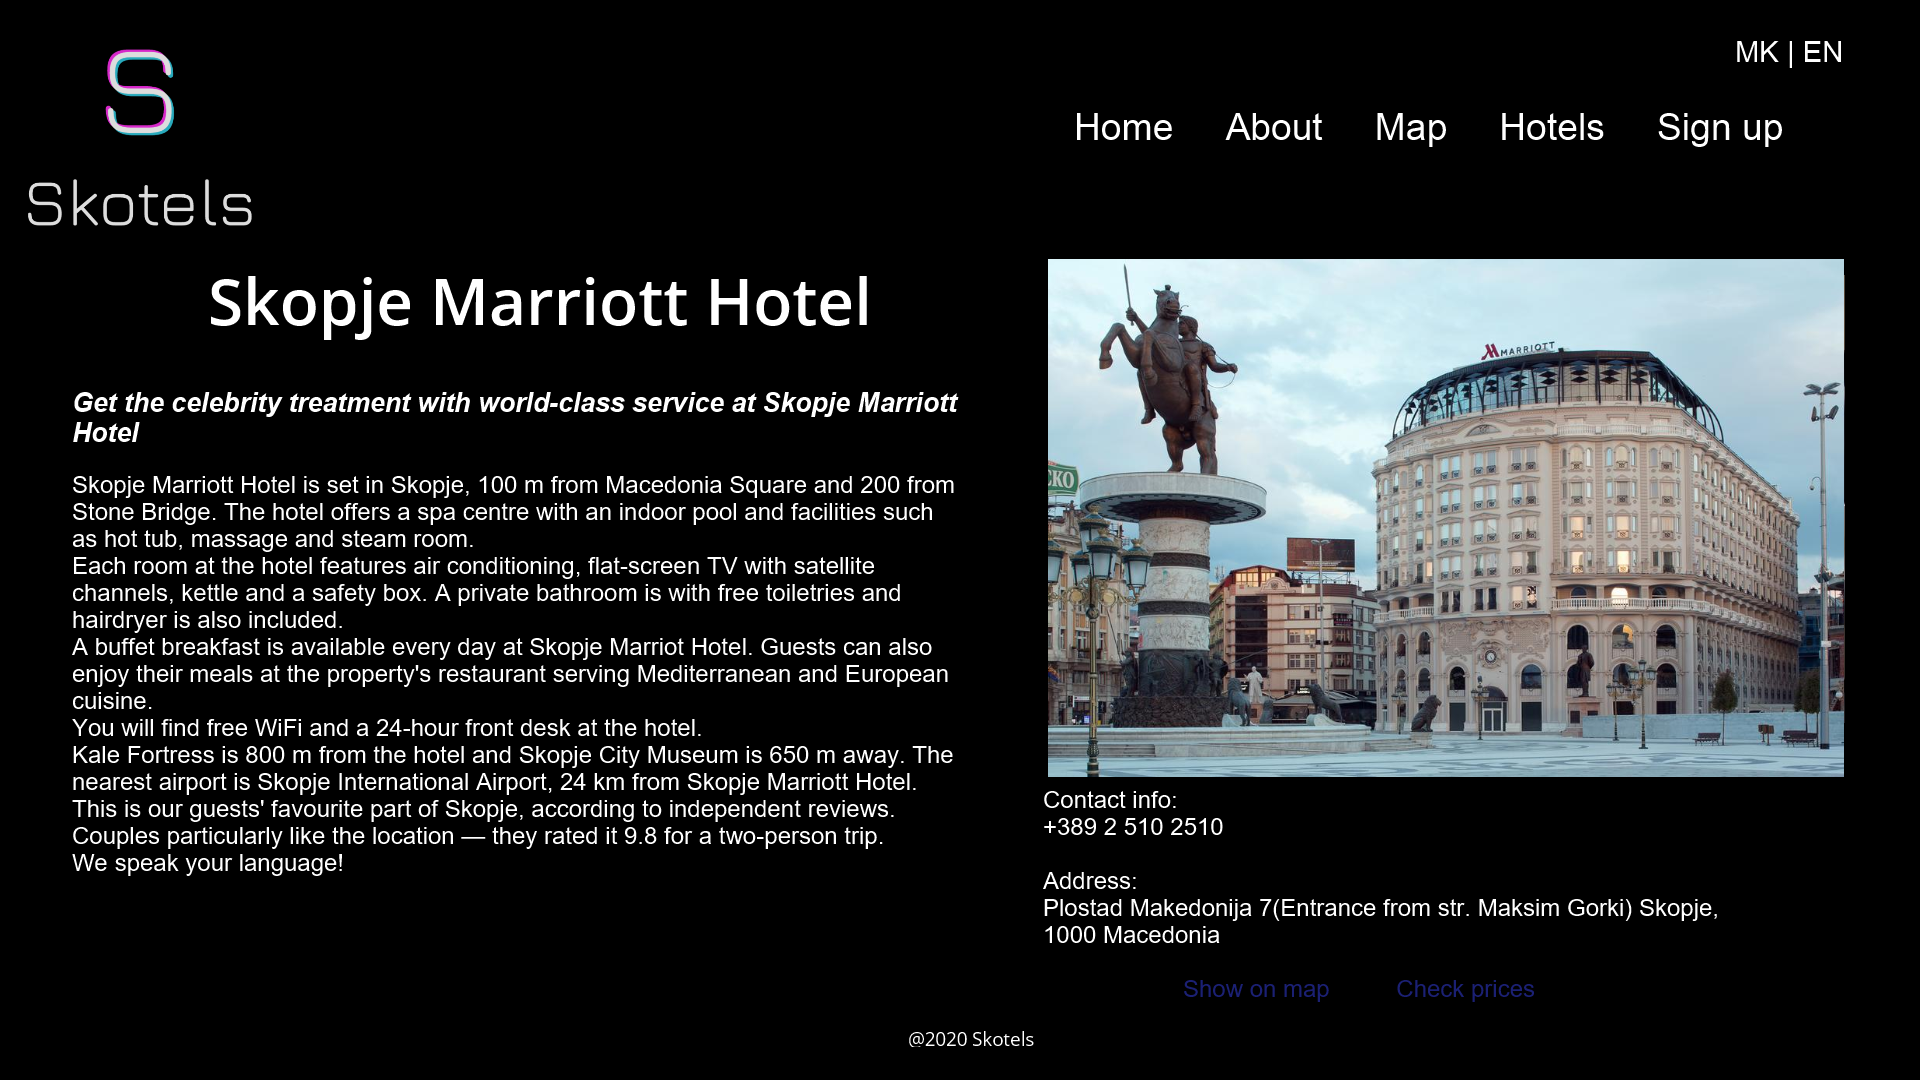 S
MK | EN
Home About Map Hotels Sign up
Skotels
Skopje Marriott Hotel
Get the celebrity treatment with world-class service at Skopje Marriott
Hotel
Skopje Marriott Hotel is set in Skopje, 100 m from Macedonia Square and 200 from
Stone Bridge. The hotel offers a spa centre with an indoor pool and facilities such
as hot tub, massage and steam room.
Each room at the hotel features air conditioning, flat-screen TV with satellite
channels, kettle and a safety box. A private bathroom is with free toiletries and
hairdryer is also included.
A buffet breakfast is available every day at Skopje Marriot Hotel. Guests can also
enjoy their meals at the property's restaurant serving Mediterranean and European
cuisine.
You will find free WiFi and a 24-hour front desk at the hotel.
Kale Fortress is 800 m from the hotel and Skopje City Museum is 650 m away. The
nearest airport is Skopje International Airport, 24 km from Skopje Marriott Hotel.
This is our guests' favourite part of Skopje, according to independent reviews.
Couples particularly like the location — they rated it 9.8 for a two-person trip.
We speak your language!
MARRIOTT
Contact info:
+389 2 510 2510
Address:
Plostad Makedonija 7(Entrance from str. Maksim Gorki) Skopje,
1000 Macedonia
Show on map Check prices
@2020 Skotels